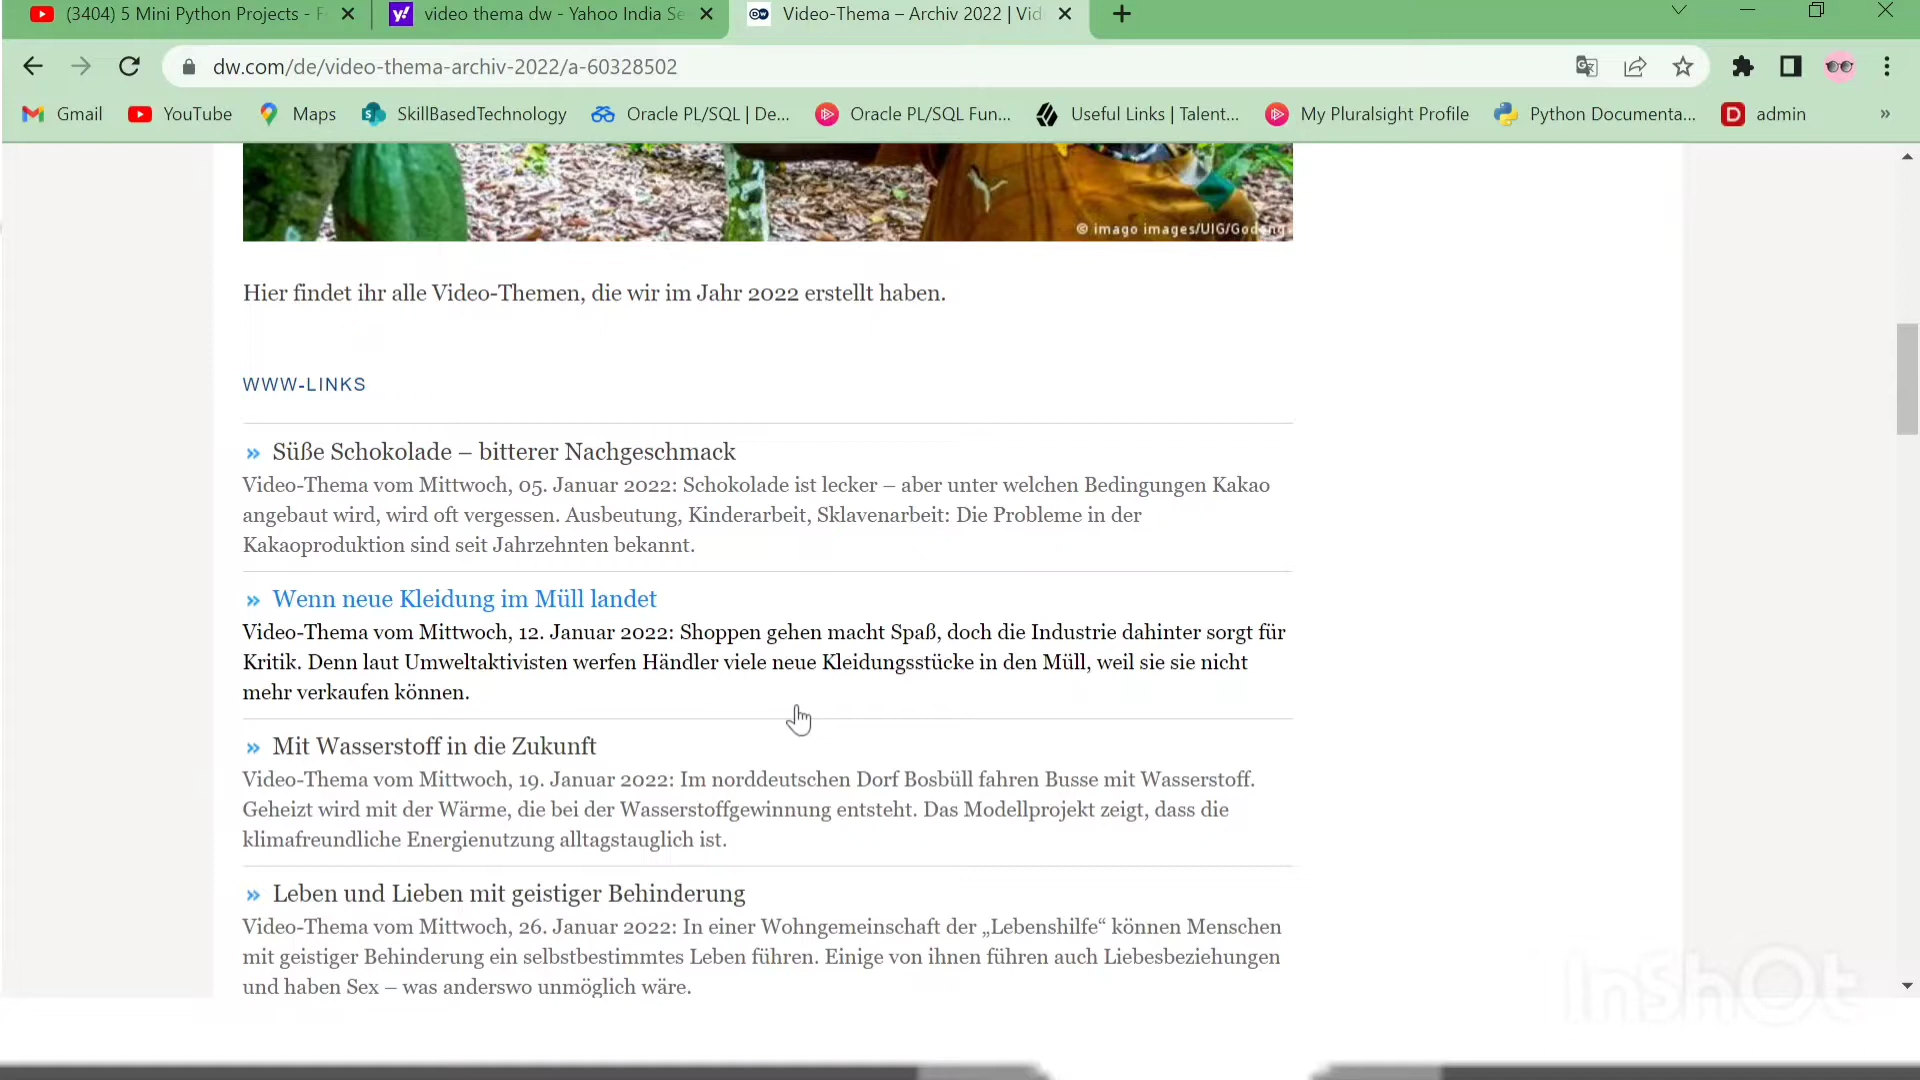 (3404) 5 Mini Python Projects - F
video thema dw - Yahoo India Se
Video-Thema – Archiv 2022 | Vid
dw.com/de/video-thema-archiv-2022/a-60328502
Gmail YouTube Maps SkillBasedTechnology Oracle PL/SQL | De... Oracle PL/SQL Fun... Useful Links | Talent... My Pluralsight Profile Python Documenta... admin
© imago images/UIG/Godong
Hier findet ihr alle Video-Themen, die wir im Jahr 2022 erstellt haben.
WWW-LINKS
» Süße Schokolade – bitterer Nachgeschmack
Video-Thema vom Mittwoch, 05. Januar 2022: Schokolade ist lecker – aber unter welchen Bedingungen Kakao
angebaut wird, wird oft vergessen. Ausbeutung, Kinderarbeit, Sklavenarbeit: Die Probleme in der
Kakaoproduktion sind seit Jahrzehnten bekannt.
» Wenn neue Kleidung im Müll landet
Video-Thema vom Mittwoch, 12. Januar 2022: Shoppen gehen macht Spaß, doch die Industrie dahinter sorgt für
Kritik. Denn laut Umweltaktivisten werfen Händler viele neue Kleidungsstücke in den Müll, weil sie sie nicht
mehr verkaufen können.
» Mit Wasserstoff in die Zukunft
Video-Thema vom Mittwoch, 19. Januar 2022: Im norddeutschen Dorf Bosbüll fahren Busse mit Wasserstoff.
Geheizt wird mit der Wärme, die bei der Wasserstoffgewinnung entsteht. Das Modellprojekt zeigt, dass die
klimafreundliche Energienutzung alltagstauglich ist.
» Leben und Lieben mit geistiger Behinderung
Video-Thema vom Mittwoch, 26. Januar 2022: In einer Wohngemeinschaft der „Lebenshilfe“ können Menschen
mit geistiger Behinderung ein selbstbestimmtes Leben führen. Einige von ihnen führen auch Liebesbeziehungen
und haben Sex – was anderswo unmöglich wäre.
InShOt